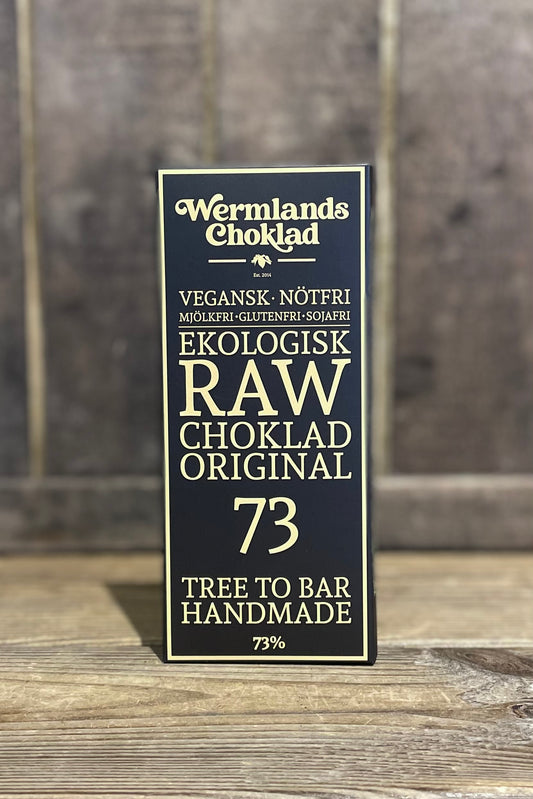 Wermlands
Choklad
Est. 2014
VEGANSK · NÖTFRI
MJÖLKFRI·GLUTENFRI·SOJAFRI
EKOLOGISK
RAW
CHOKLAD
ORIGINAL
73
TREE TO BAR
HANDMADE
73%